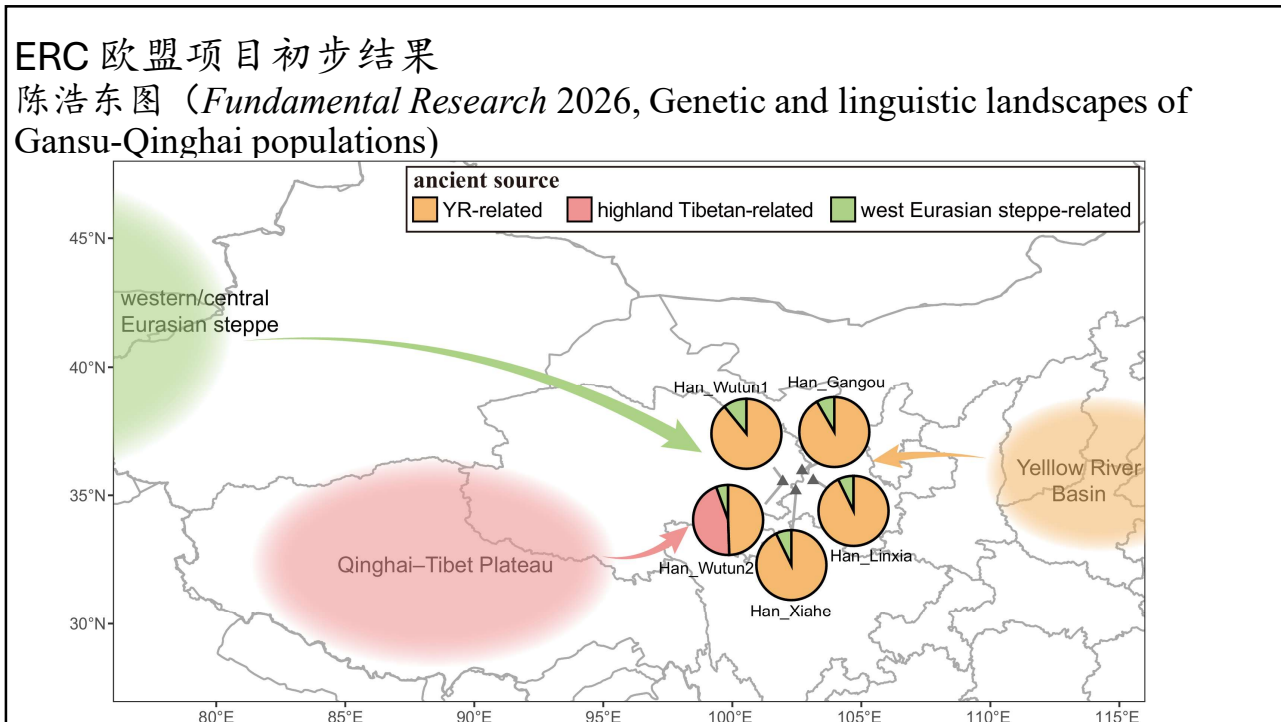 ERC 欧盟项目初步结果
陈浩东图（Fundamental Research 2026, Genetic and linguistic landscapes of
Gansu-Qinghai populations)
ancient source
YR-related highland Tibetan-related west Eurasian steppe-related
45°N
western/central
Eurasian steppe
40°N
Han_Wutun1 Han_Gangou
35°N
Yelllow River
Basin
Qinghai–Tibet Plateau
Han_Wutun2 Han_Linxia
Han_Xiahe
30°N
80°E 85°E 90°E 95°E 100°E 105°E 110°E 115°E